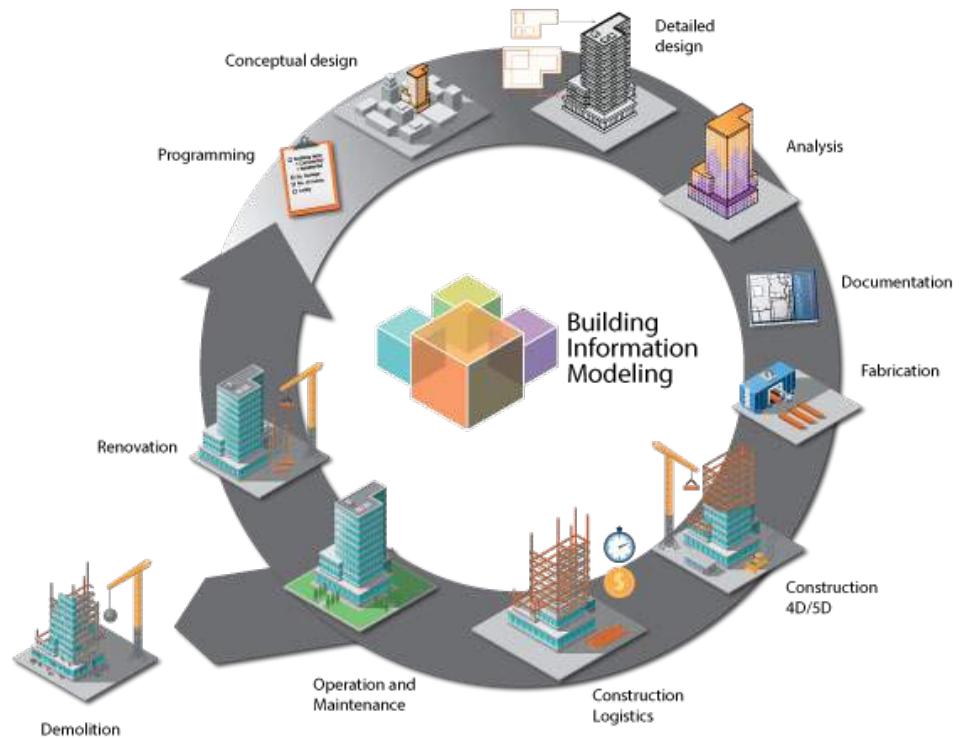 Detailed
design
Conceptual design
Programming
Analysis
Documentation
Building
Information
Modeling
Fabrication
Renovation
Construction
4D/5D
$
Operation and
Maintenance
Construction
Logistics
Demolition